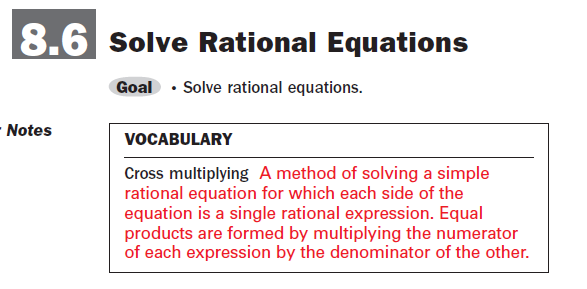 8.6 Solve Rational Equations
Goal • Solve rational equations.
Notes
VOCABULARY
Cross multiplying A method of solving a simple
rational equation for which each side of the
equation is a single rational expression. Equal
products are formed by multiplying the numerator
of each expression by the denominator of the other.